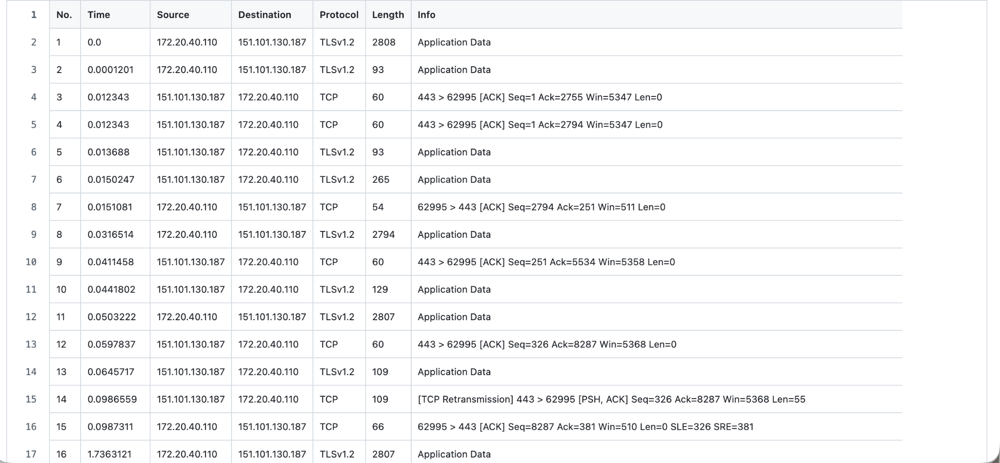 1 No. Time Source Destination Protocol Length Info
2 1 0.0 172.20.40.110 151.101.130.187 TLSv1.2 2808 Application Data
3 2 0.0001201 172.20.40.110 151.101.130.187 TLSv1.2 93 Application Data
4 3 0.012343 151.101.130.187 172.20.40.110 TCP 60 443 > 62995 [ACK] Seq=1 Ack=2755 Win=5347 Len=0
5 4 0.012343 151.101.130.187 172.20.40.110 TCP 60 443 > 62995 [ACK] Seq=1 Ack=2794 Win=5347 Len=0
6 5 0.013688 151.101.130.187 172.20.40.110 TLSv1.2 93 Application Data
7 6 0.0150247 151.101.130.187 172.20.40.110 TLSv1.2 265 Application Data
8 7 0.0151081 172.20.40.110 151.101.130.187 TCP 54 62995 > 443 [ACK] Seq=2794 Ack=251 Win=511 Len=0
9 8 0.0316514 172.20.40.110 151.101.130.187 TLSv1.2 2794 Application Data
10 9 0.0411458 151.101.130.187 172.20.40.110 TCP 60 443 > 62995 [ACK] Seq=251 Ack=5534 Win=5358 Len=0
11 10 0.0441802 151.101.130.187 172.20.40.110 TLSv1.2 129 Application Data
12 11 0.0503222 172.20.40.110 151.101.130.187 TLSv1.2 2807 Application Data
13 12 0.0597837 151.101.130.187 172.20.40.110 TCP 60 443 > 62995 [ACK] Seq=326 Ack=8287 Win=5368 Len=0
14 13 0.0645717 151.101.130.187 172.20.40.110 TLSv1.2 109 Application Data
15 14 0.0986559 151.101.130.187 172.20.40.110 TCP 109 [TCP Retransmission] 443 > 62995 [PSH, ACK] Seq=326 Ack=8287 Win=5368 Len=55
16 15 0.0987311 172.20.40.110 151.101.130.187 TCP 66 62995 > 443 [ACK] Seq=8287 Ack=381 Win=510 Len=0 SLE=326 SRE=381
17 16 1.7363121 172.20.40.110 151.101.130.187 TLSv1.2 2807 Application Data